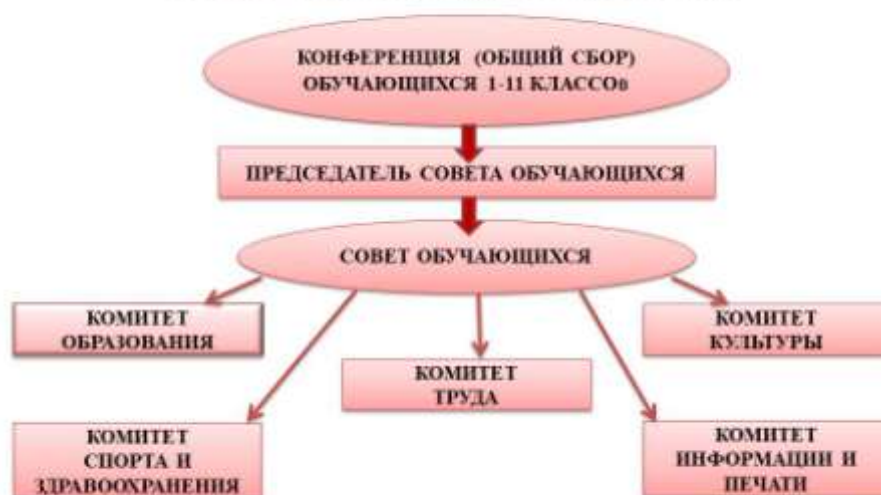 КОНФЕРЕНЦИЯ (ОБЩИЙ СБОР)
ОБУЧАЮЩИХСЯ 1-11 КЛАССОВ
ПРЕДСЕДАТЕЛЬ СОВЕТА ОБУЧАЮЩИХСЯ
СОВЕТ ОБУЧАЮЩИХСЯ
КОМИТЕТ
ОБРАЗОВАНИЯ
КОМИТЕТ
КУЛЬТУРЫ
КОМИТЕТ
ТРУДА
КОМИТЕТ
СПОРТА И
ЗДРАВООХРАНЕНИЯ
КОМИТЕТ
ИНФОРМАЦИИ И
ПЕЧАТИ